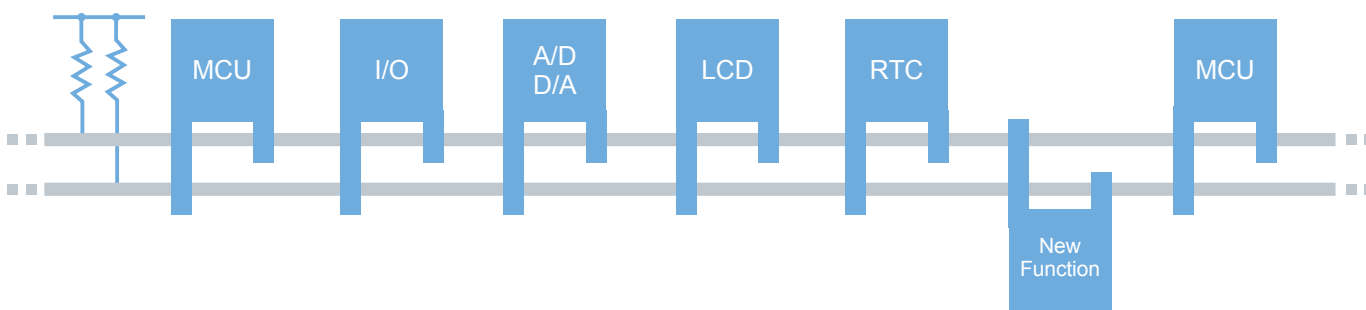 MCU
I/O
A/D
D/A
LCD
RTC
MCU
New
Function